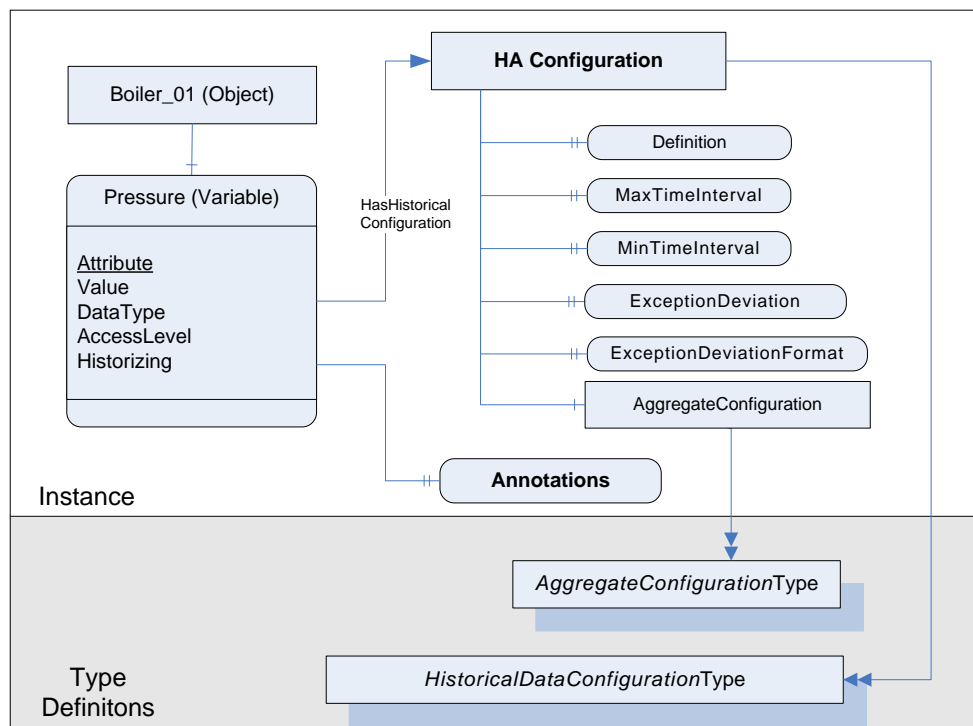 HA Configuration
Boiler_01 (Object)
Pressure (Variable)
Attribute
Value
DataType
AccessLevel
Historizing
HasHistorical
Configuration
Definition
MaxTimeInterval
MinTimeInterval
ExceptionDeviation
ExceptionDeviationFormat
AggregateConfiguration
Annotations
Instance
AggregateConfigurationType
HistoricalDataConfigurationType
Type
Definitons